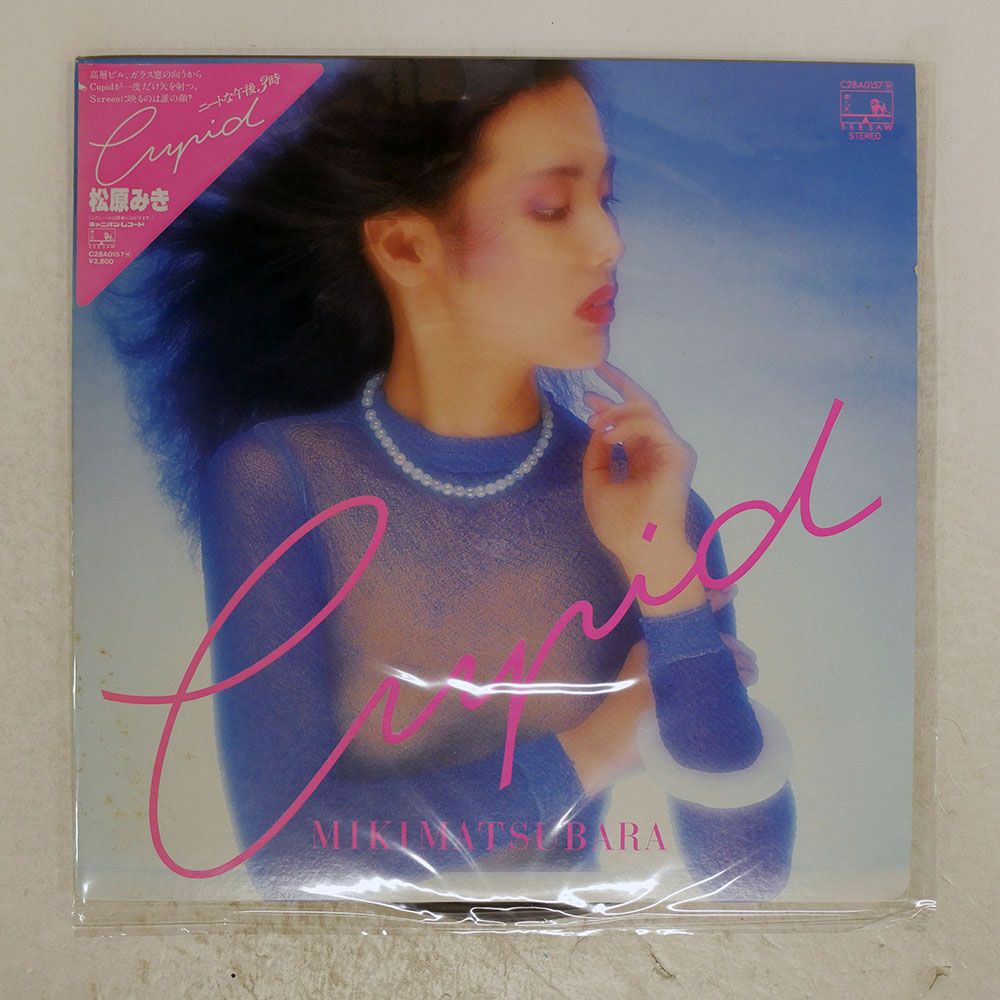 高層ビル、ガラス窓の向うから
Cupidが一度だけ矢を射つ。
Screenに映るのは誰の顔?
ニートな午後3時
Cupid
松原みき
キャニオン・レコード
SEESAW
C28A0157
¥2,800
C28A0157
SEESAW
STEREO
Cupid
MIKI MATSUBARA